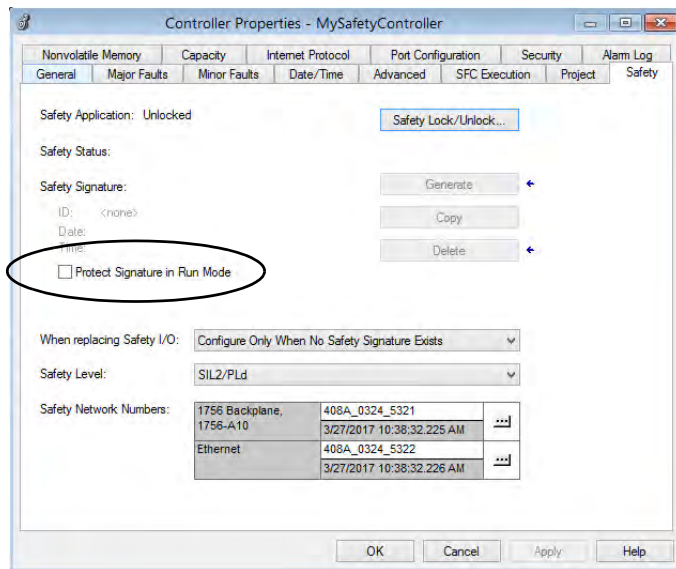 Controller Properties - MySafetyController
Nonvolatile Memory Capacity Internet Protocol Port Configuration Security Alarm Log
General Major Faults Minor Faults Date/Time Advanced SFC Execution Project Safety
Safety Application: Unlocked
Safety Lock/Unlock...
Safety Status:
Safety Signature:
Generate
ID: <none>
Copy
Date:
Time:
Delete
Protect Signature in Run Mode
When replacing Safety I/O: Configure Only When No Safety Signature Exists
Safety Level: SIL2/PLd
Safety Network Numbers: 1756 Backplane, 408A_0324_5321
1756-A10 3/27/2017 10:38:32.225 AM
Ethernet 408A_0324_5322
3/27/2017 10:38:32.226 AM
OK Cancel Apply Help